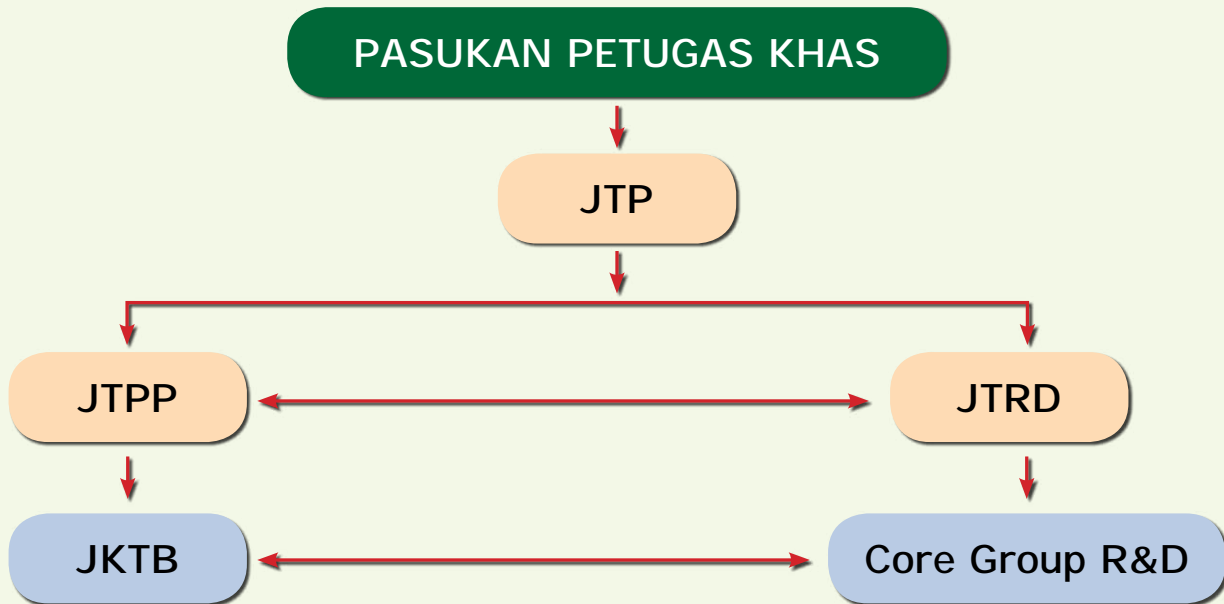 PASUKAN PETUGAS KHAS
JTP
JTPP
JTRD
JKTB
Core Group R&D